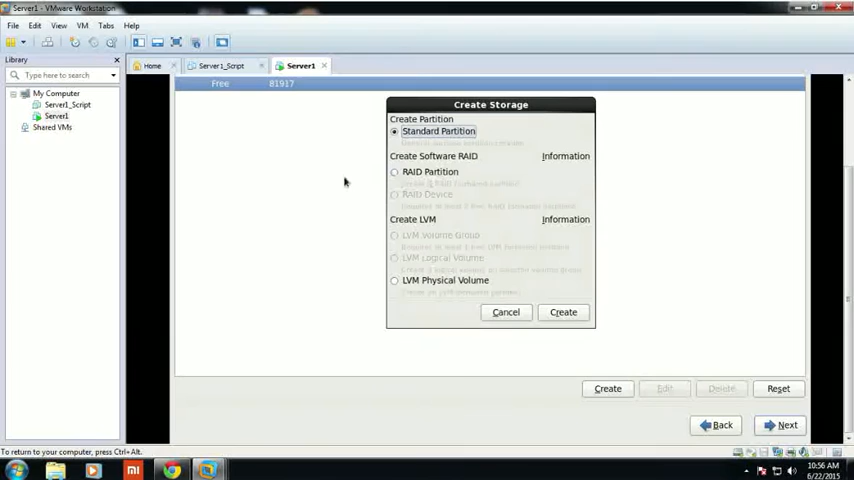 Server1 - VMware Workstation
File Edit View VM Tabs Help
Library
Type here to search
My Computer
Server1_Script
Server1
Shared VMs
Home Server1_Script Server1
Free 81917
Create Storage
Create Partition
Standard Partition
Create Software RAID Information
RAID Partition
RAID Device
Create LVM Information
LVM Volume Group
LVM Logical Volume
LVM Physical Volume
Cancel Create
Create Edit Delete Reset
Back Next
To return to your computer, press Ctrl+Alt.
10:56 AM
6/22/2015